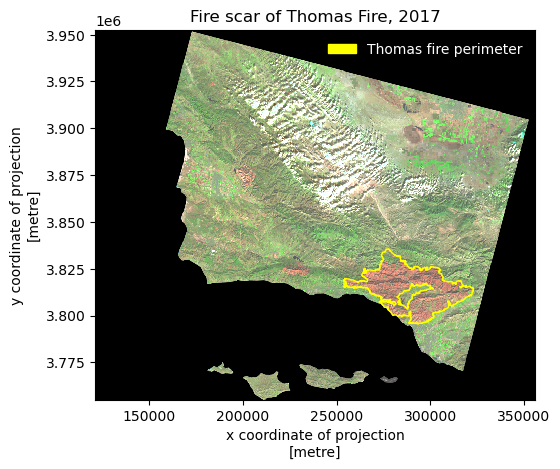 Fire scar of Thomas Fire, 2017
1e6
Thomas fire perimeter
3.950
3.925
3.900
3.875
3.850
3.825
3.800
3.775
y coordinate of projection
[metre]
150000 200000 250000 300000 350000
x coordinate of projection
[metre]